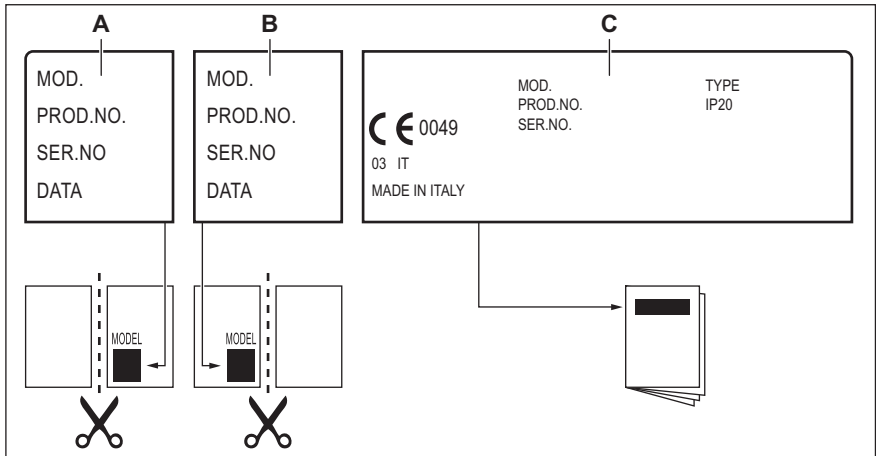 A
B
C
MOD.
PROD.NO.
SER.NO
DATA
MOD.
PROD.NO.
SER.NO
DATA
MOD.
PROD.NO.
SER.NO.
TYPE
IP20
CE 0049
03 IT
MADE IN ITALY
MODEL
MODEL